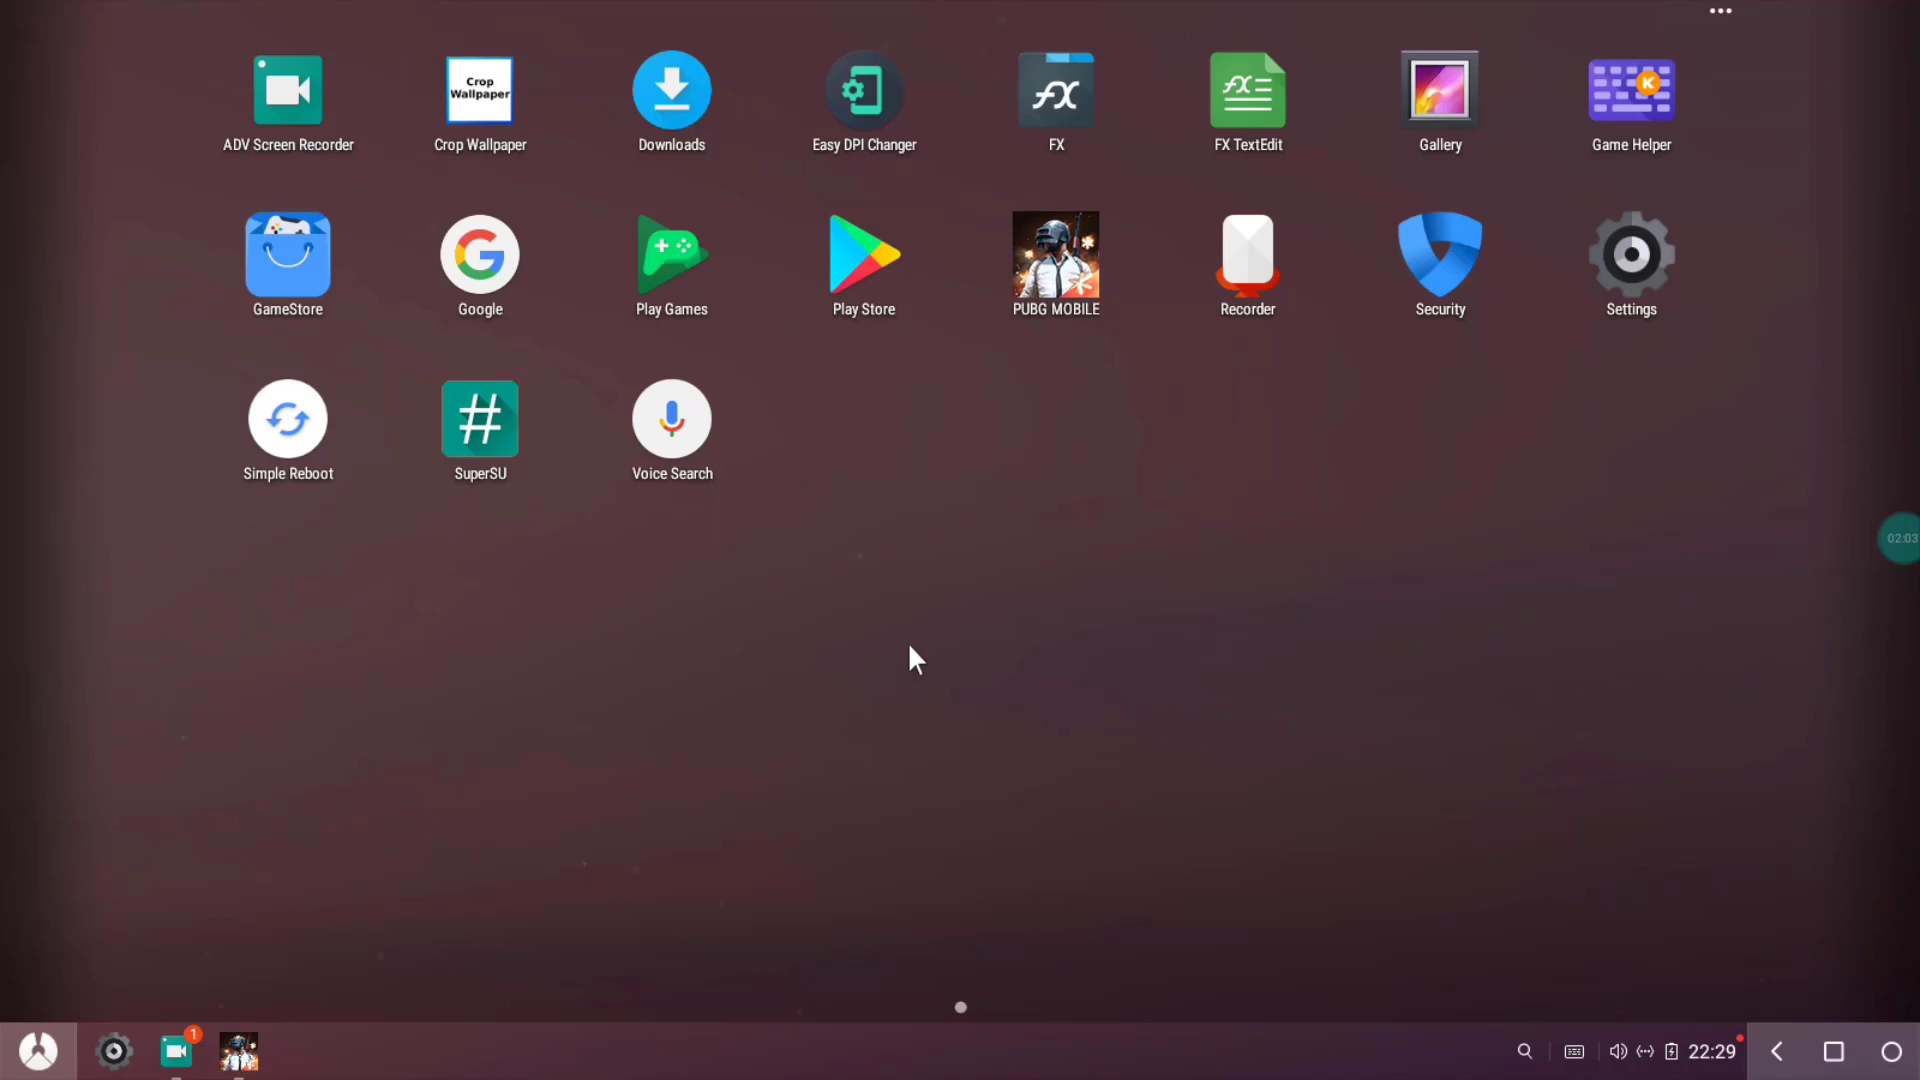 ADV Screen Recorder
Crop
Wallpaper
Crop Wallpaper
Downloads
Easy DPI Changer
FX
FX
FX TextEdit
FX
Gallery
K
Game Helper
GameStore
G
Google
Play Games
Play Store
PUBG MOBILE
Recorder
Security
Settings
Simple Reboot
#
SuperSU
Voice Search
02:03
1
22:29